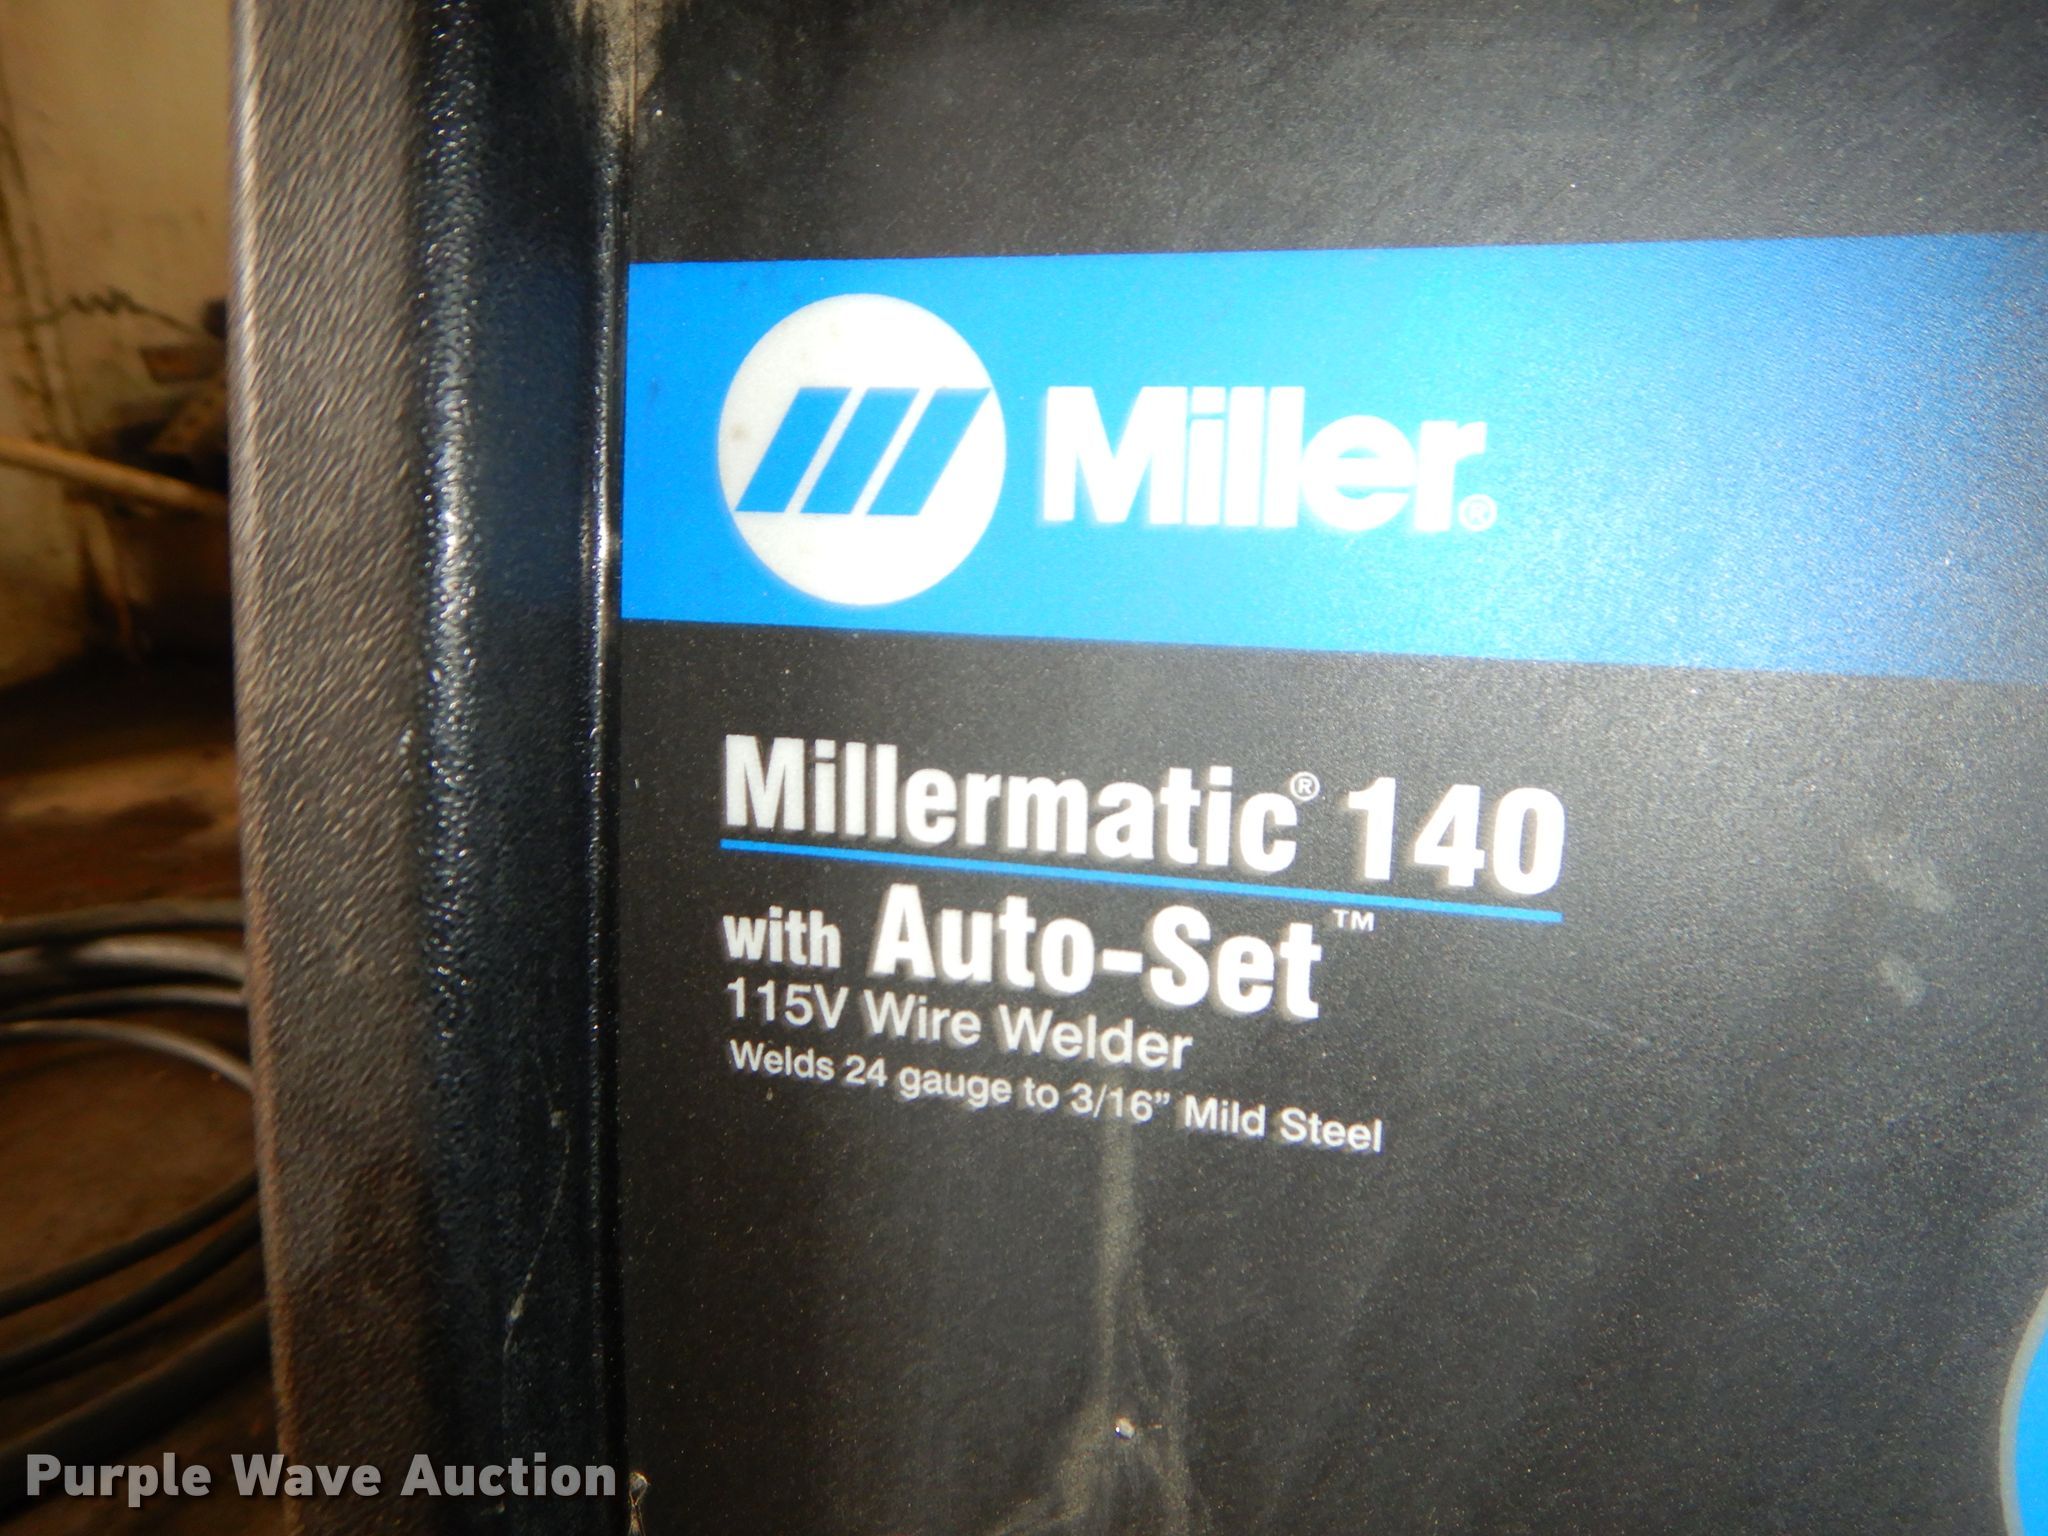 Miller®
Millermatic® 140
with Auto-Set™
115V Wire Welder
Welds 24 gauge to 3/16” Mild Steel
Purple Wave Auction